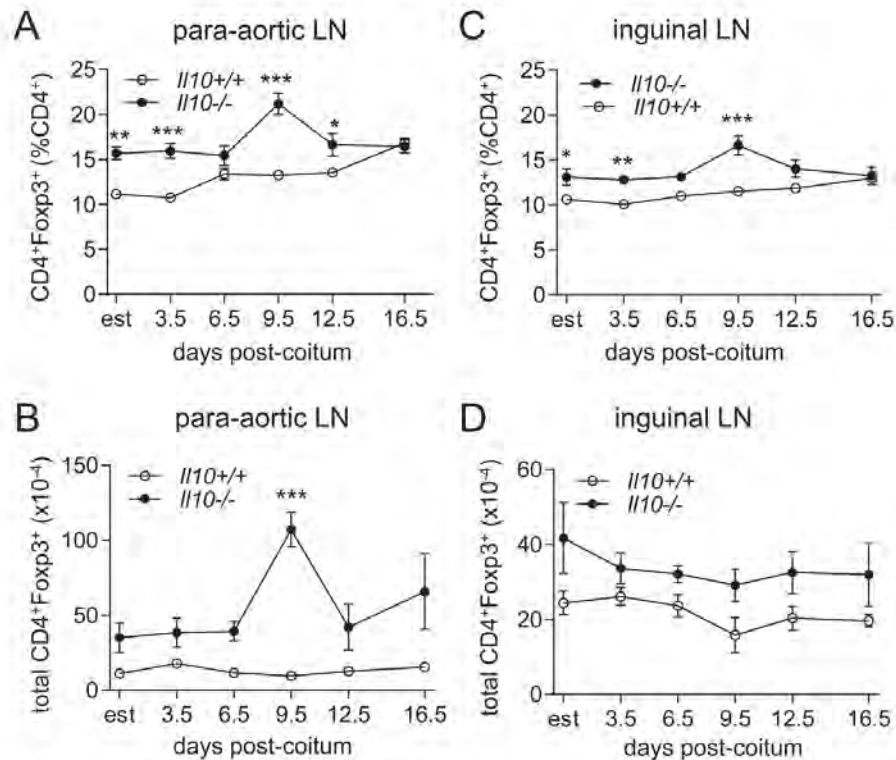 A
para-aortic LN
CD4⁺Foxp3⁺ (%CD4⁺)
25
20
15
10
5
0
Il10+/+
Il10-/-
**
***
***
*
est
3.5
6.5
9.5
12.5
16.5
days post-coitum
C
inguinal LN
CD4⁺Foxp3⁺ (%CD4⁺)
25
20
15
10
5
0
Il10-/-
Il10+/+
*
**
***
est
3.5
6.5
9.5
12.5
16.5
days post-coitum
B
para-aortic LN
total CD4⁺Foxp3⁺ (x10⁻⁴)
150
100
50
0
Il10+/+
Il10-/-
***
est
3.5
6.5
9.5
12.5
16.5
days post-coitum
D
inguinal LN
total CD4⁺Foxp3⁺ (x10⁻⁴)
60
40
20
0
Il10+/+
Il10-/-
est
3.5
6.5
9.5
12.5
16.5
days post-coitum